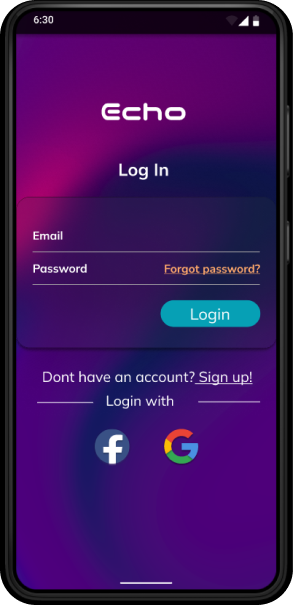 6:30
Echo
Log In
Email
Password Forgot password?
Login
Dont have an account? Sign up!
Login with